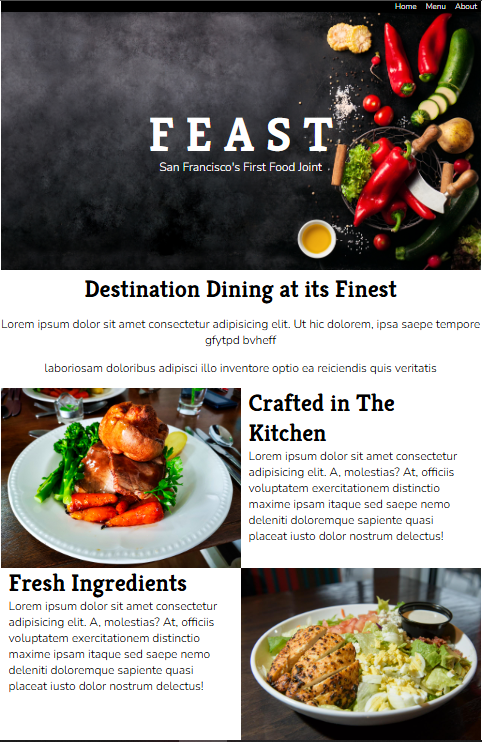 Home Menu About
FEAST
San Francisco's First Food Joint
Destination Dining at its Finest
Lorem ipsum dolor sit amet consectetur adipisicing elit. Ut hic dolorem, ipsa saepe tempore
gfytpd bvheff
laboriosam doloribus adipisci illo inventore optio ea reiciendis quis veritatis
Crafted in The
Kitchen
Lorem ipsum dolor sit amet consectetur
adipisicing elit. A, molestias? At, officiis
voluptatem exercitationem distinctio
maxime ipsam itaque sed saepe nemo
deleniti doloremque sapiente quasi
placeat iusto dolor nostrum delectus!
Fresh Ingredients
Lorem ipsum dolor sit amet consectetur
adipisicing elit. A, molestias? At, officiis
voluptatem exercitationem distinctio
maxime ipsam itaque sed saepe nemo
deleniti doloremque sapiente quasi
placeat iusto dolor nostrum delectus!